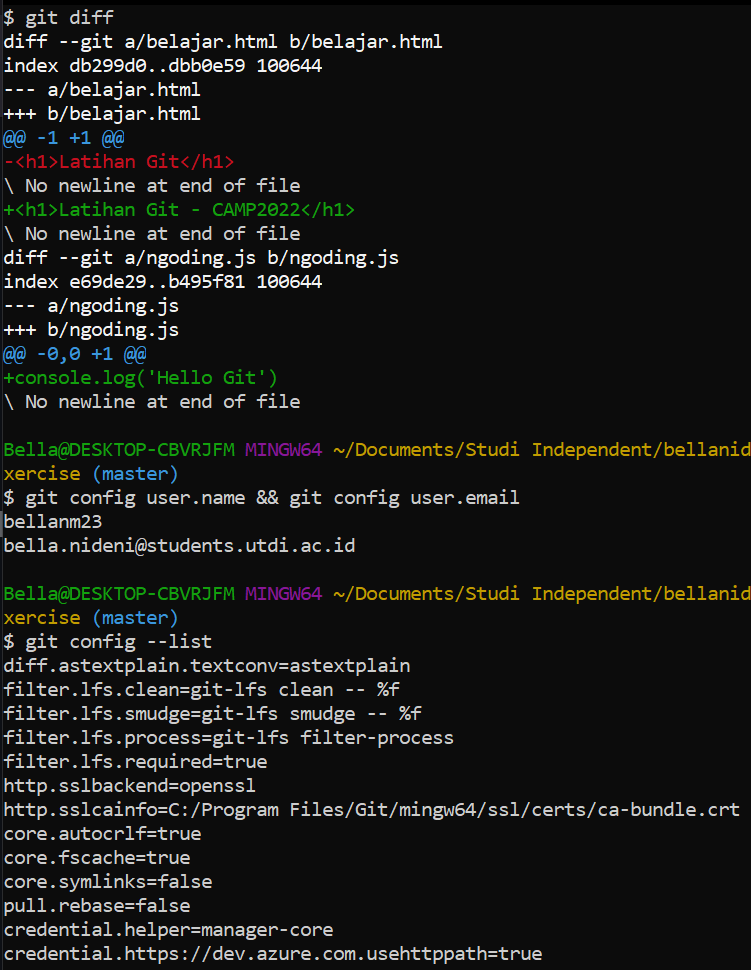 $ git diff
diff --git a/belajar.html b/belajar.html
index db299d0..dbb0e59 100644
--- a/belajar.html
+++ b/belajar.html
@@ -1 +1 @@
-<h1>Latihan Git</h1>
\ No newline at end of file
+<h1>Latihan Git - CAMP2022</h1>
\ No newline at end of file
diff --git a/ngoding.js b/ngoding.js
index e69de29..b495f81 100644
--- a/ngoding.js
+++ b/ngoding.js
@@ -0,0 +1 @@
+console.log('Hello Git')
\ No newline at end of file
Bella@DESKTOP-CBVRJFM MINGW64 ~/Documents/Studi Independent/bellanid
xercise (master)
$ git config user.name && git config user.email
bellanm23
bella.nideni@students.utdi.ac.id
Bella@DESKTOP-CBVRJFM MINGW64 ~/Documents/Studi Independent/bellanid
xercise (master)
$ git config --list
diff.astextplain.textconv=astextplain
filter.lfs.clean=git-lfs clean -- %f
filter.lfs.smudge=git-lfs smudge -- %f
filter.lfs.process=git-lfs filter-process
filter.lfs.required=true
http.sslbackend=openssl
http.sslcainfo=C:/Program Files/Git/mingw64/ssl/certs/ca-bundle.crt
core.autocrlf=true
core.fscache=true
core.symlinks=false
pull.rebase=false
credential.helper=manager-core
credential.https://dev.azure.com.usehttppath=true